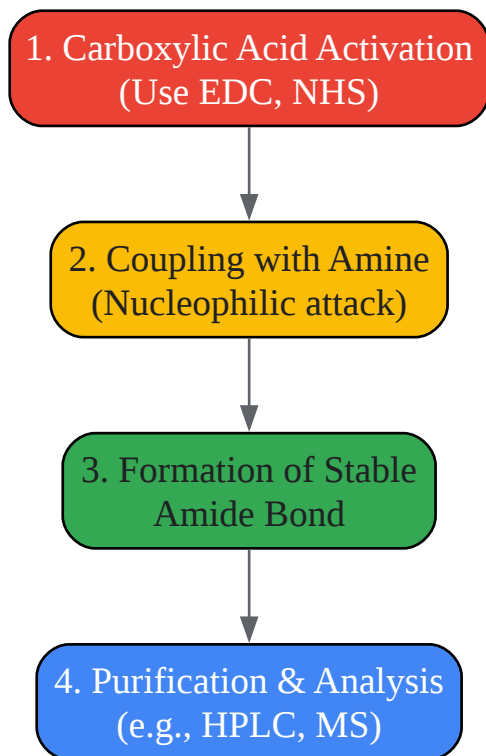 1. Carboxylic Acid Activation
(Use EDC, NHS)
2. Coupling with Amine
(Nucleophilic attack)
3. Formation of Stable
Amide Bond
4. Purification & Analysis
(e.g., HPLC, MS)